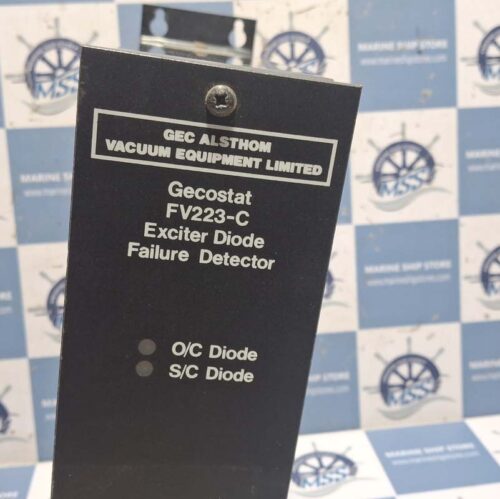 GEC ALSTHOM
VACUUM EQUIPMENT LIMITED
Gecostat
FV223-C
Exciter Diode
Failure Detector
O/C Diode
S/C Diode
MSS
MARINE SHIP STORE
MSS
MARINE SHIP STORE
MSS
MARINE SHIP STORE
MSS